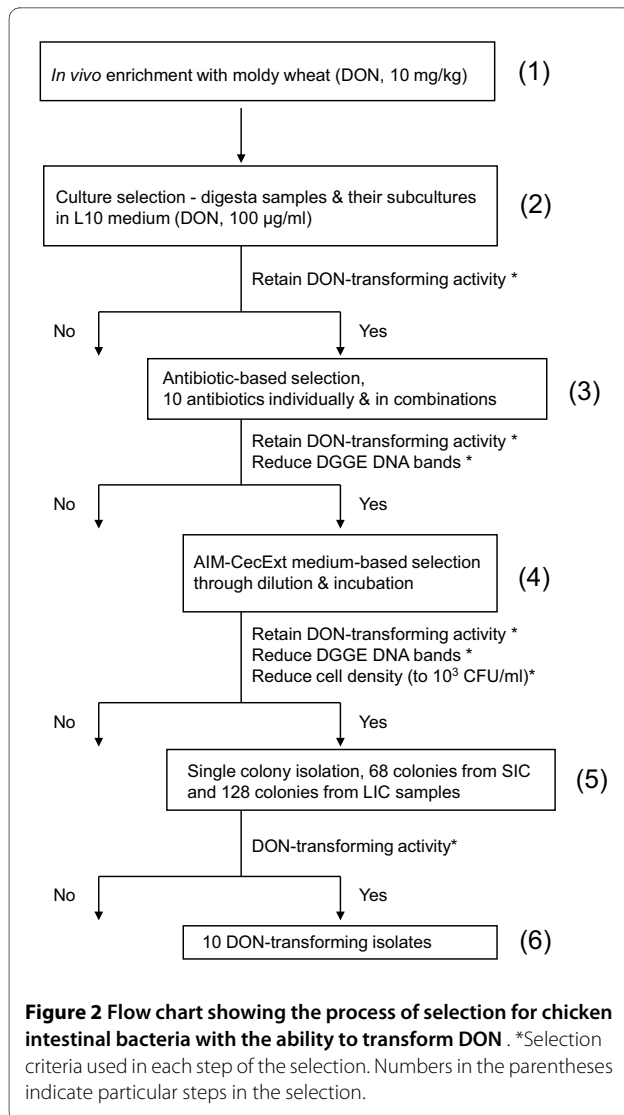 In vivo enrichment with moldy wheat (DON, 10 mg/kg)
(1)
Culture selection - digesta samples & their subcultures
in L10 medium (DON, 100 µg/ml)
(2)
Retain DON-transforming activity *
No
Yes
Antibiotic-based selection,
10 antibiotics individually & in combinations
(3)
Retain DON-transforming activity *
Reduce DGGE DNA bands *
No
Yes
AIM-CecExt medium-based selection
through dilution & incubation
(4)
Retain DON-transforming activity *
Reduce DGGE DNA bands *
Reduce cell density (to 10³ CFU/ml)*
No
Yes
Single colony isolation, 68 colonies from SIC
and 128 colonies from LIC samples
(5)
DON-transforming activity*
No
Yes
10 DON-transforming isolates
(6)
Figure 2 Flow chart showing the process of selection for chicken
intestinal bacteria with the ability to transform DON . *Selection
criteria used in each step of the selection. Numbers in the parentheses
indicate particular steps in the selection.